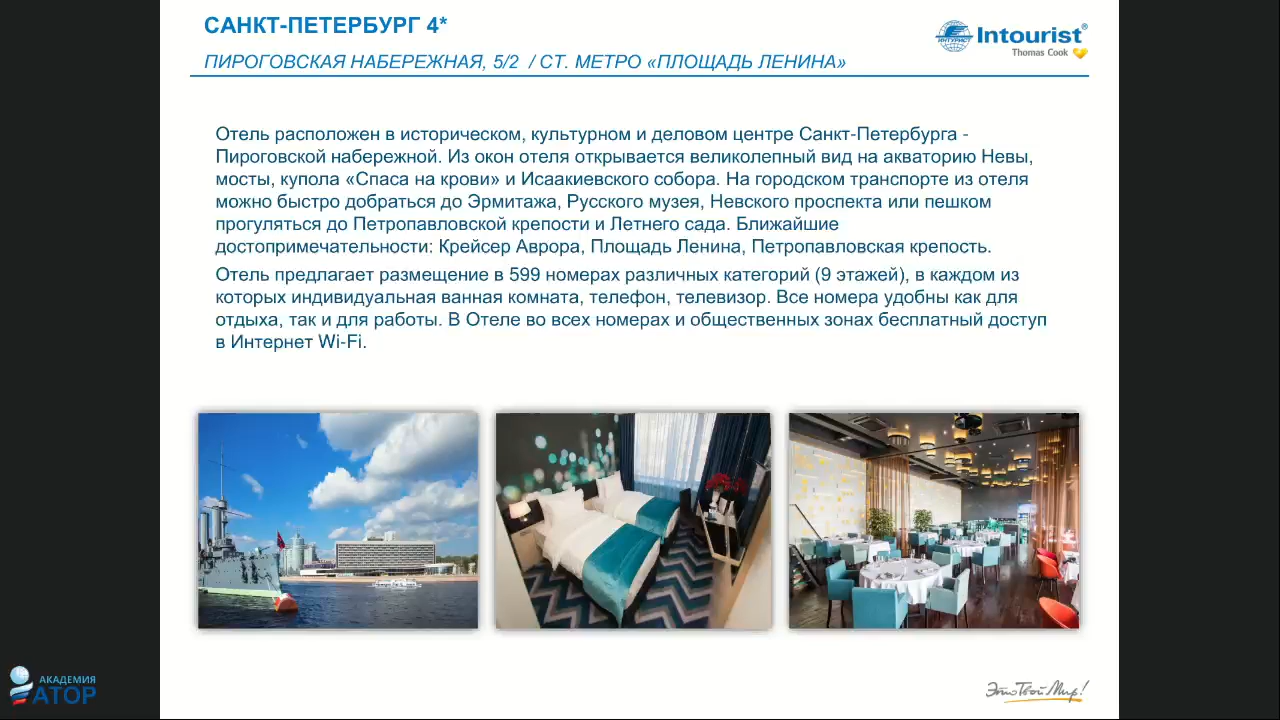 САНКТ-ПЕТЕРБУРГ 4*
ПИРОГОВСКАЯ НАБЕРЕЖНАЯ, 5/2 / СТ. МЕТРО «ПЛОЩАДЬ ЛЕНИНА»
ИНТУРИСТ
Intourist®
Thomas Cook
Отель расположен в историческом, культурном и деловом центре Санкт-Петербурга -
Пироговской набережной. Из окон отеля открывается великолепный вид на акваторию Невы,
мосты, купола «Спаса на крови» и Исаакиевского собора. На городском транспорте из отеля
можно быстро добраться до Эрмитажа, Русского музея, Невского проспекта или пешком
прогуляться до Петропавловской крепости и Летнего сада. Ближайшие
достопримечательности: Крейсер Аврора, Площадь Ленина, Петропавловская крепость.
Отель предлагает размещение в 599 номерах различных категорий (9 этажей), в каждом из
которых индивидуальная ванная комната, телефон, телевизор. Все номера удобны как для
отдыха, так и для работы. В Отеле во всех номерах и общественных зонах бесплатный доступ
в Интернет Wi-Fi.
АКАДЕМИЯ
АТОР
Это Твой Мир!